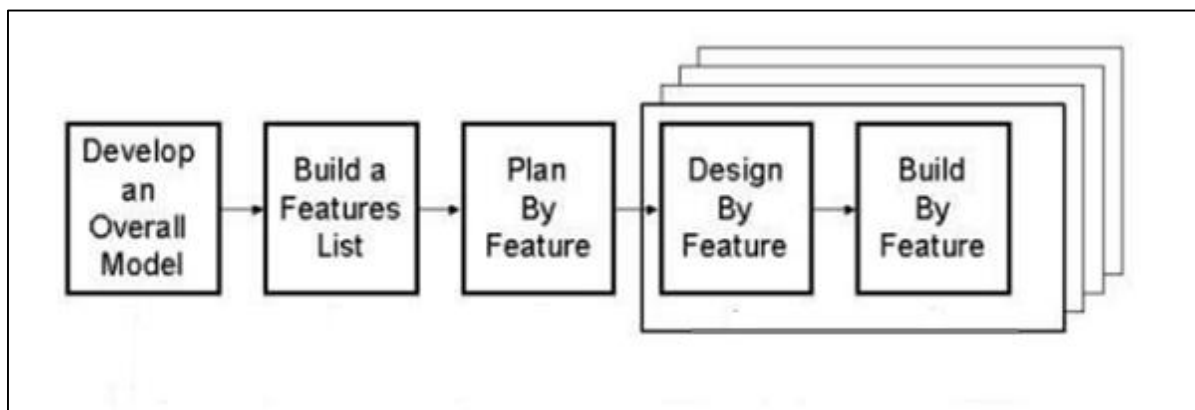 Develop
an
Overall
Model
Build a
Features
List
Plan
By
Feature
Design
By
Feature
Build
By
Feature